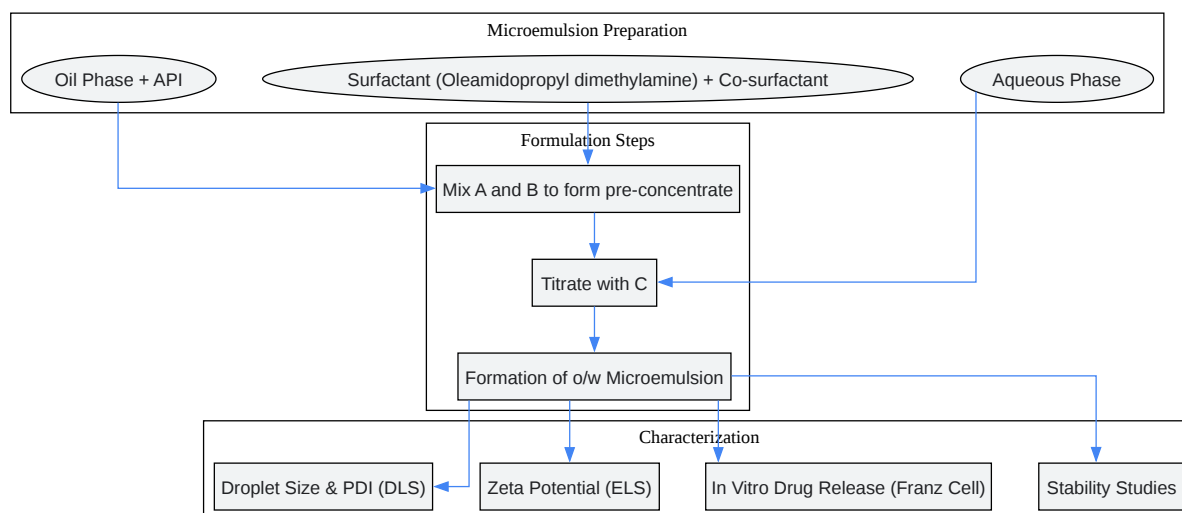 Microemulsion Preparation
Oil Phase + API
Surfactant (Oleamidopropyl dimethylamine) + Co-surfactant
Aqueous Phase
Formulation Steps
Mix A and B to form pre-concentrate
Titrate with C
Formation of o/w Microemulsion
Characterization
Droplet Size & PDI (DLS)
Zeta Potential (ELS)
In Vitro Drug Release (Franz Cell)
Stability Studies